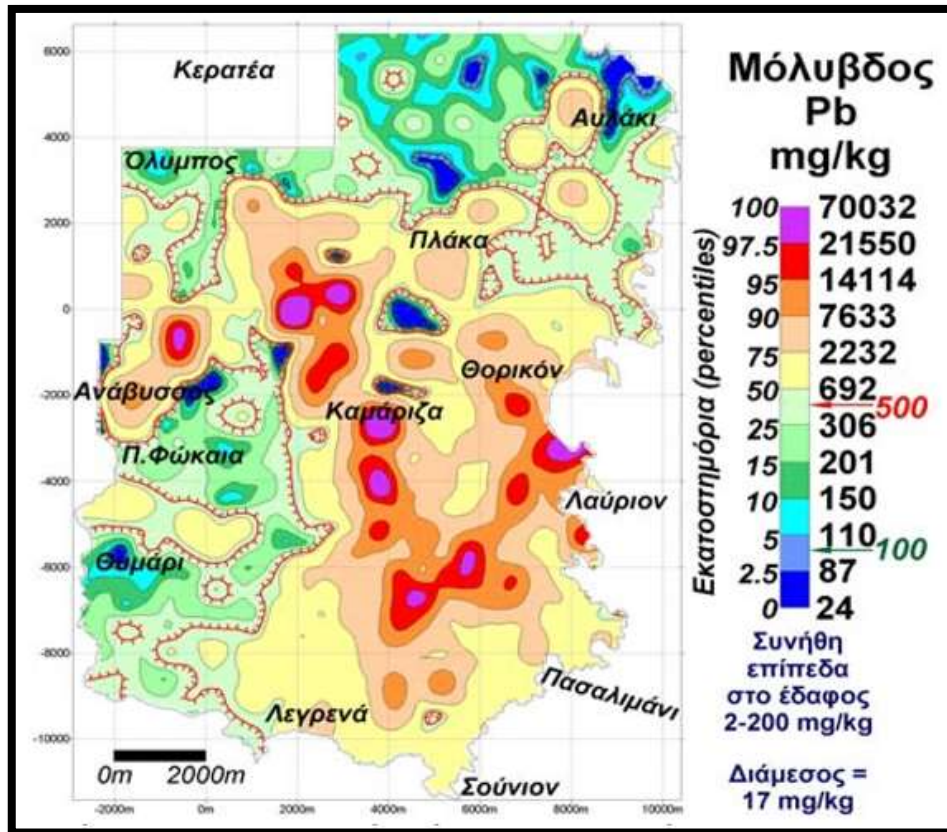 Κερατέα
Αυλάκι
Όλυμπος
Πλάκα
Θορικόν
Ανάβυσσος
Καμάριζα
Π.Φώκαια
Λαύριον
Θυμάρι
Πασαλιμάνι
Λεγρενά
Σούνιον
6000
4000
2000
0
-2000
-4000
-6000
-8000
-10000
0m 2000m
-2000m 0m 2000m 4000m 6000m 8000m 10000m
Μόλυβδος
Pb
mg/kg
Εκατοστημόρια (percentiles)
100 70032
97.5 21550
95 14114
90 7633
75 2232
50 692
500
25 306
15 201
10 150
5 110
100
2.5 87
0 24
Συνήθη
επίπεδα
στο έδαφος
2-200 mg/kg
Διάμεσος =
17 mg/kg